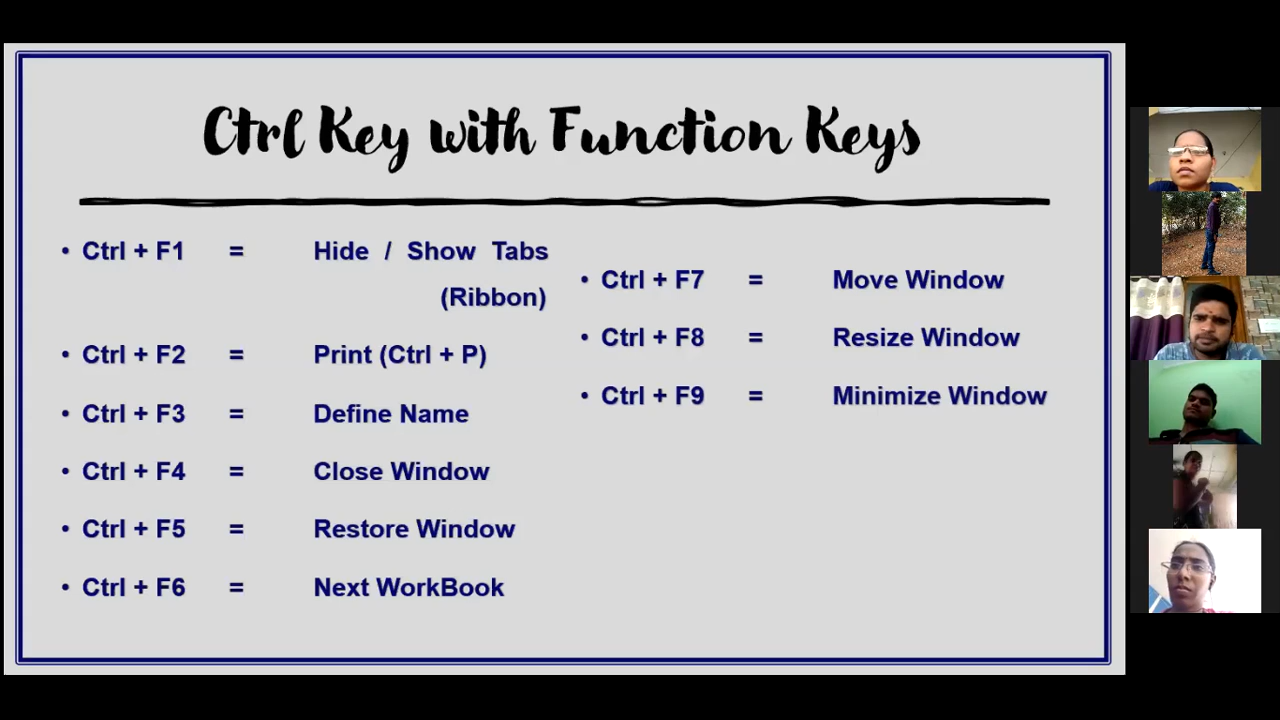 Ctrl Key with Function Keys
• Ctrl + F1 = Hide / Show Tabs
(Ribbon)
• Ctrl + F2 = Print (Ctrl + P)
• Ctrl + F3 = Define Name
• Ctrl + F4 = Close Window
• Ctrl + F5 = Restore Window
• Ctrl + F6 = Next WorkBook
• Ctrl + F7 = Move Window
• Ctrl + F8 = Resize Window
• Ctrl + F9 = Minimize Window